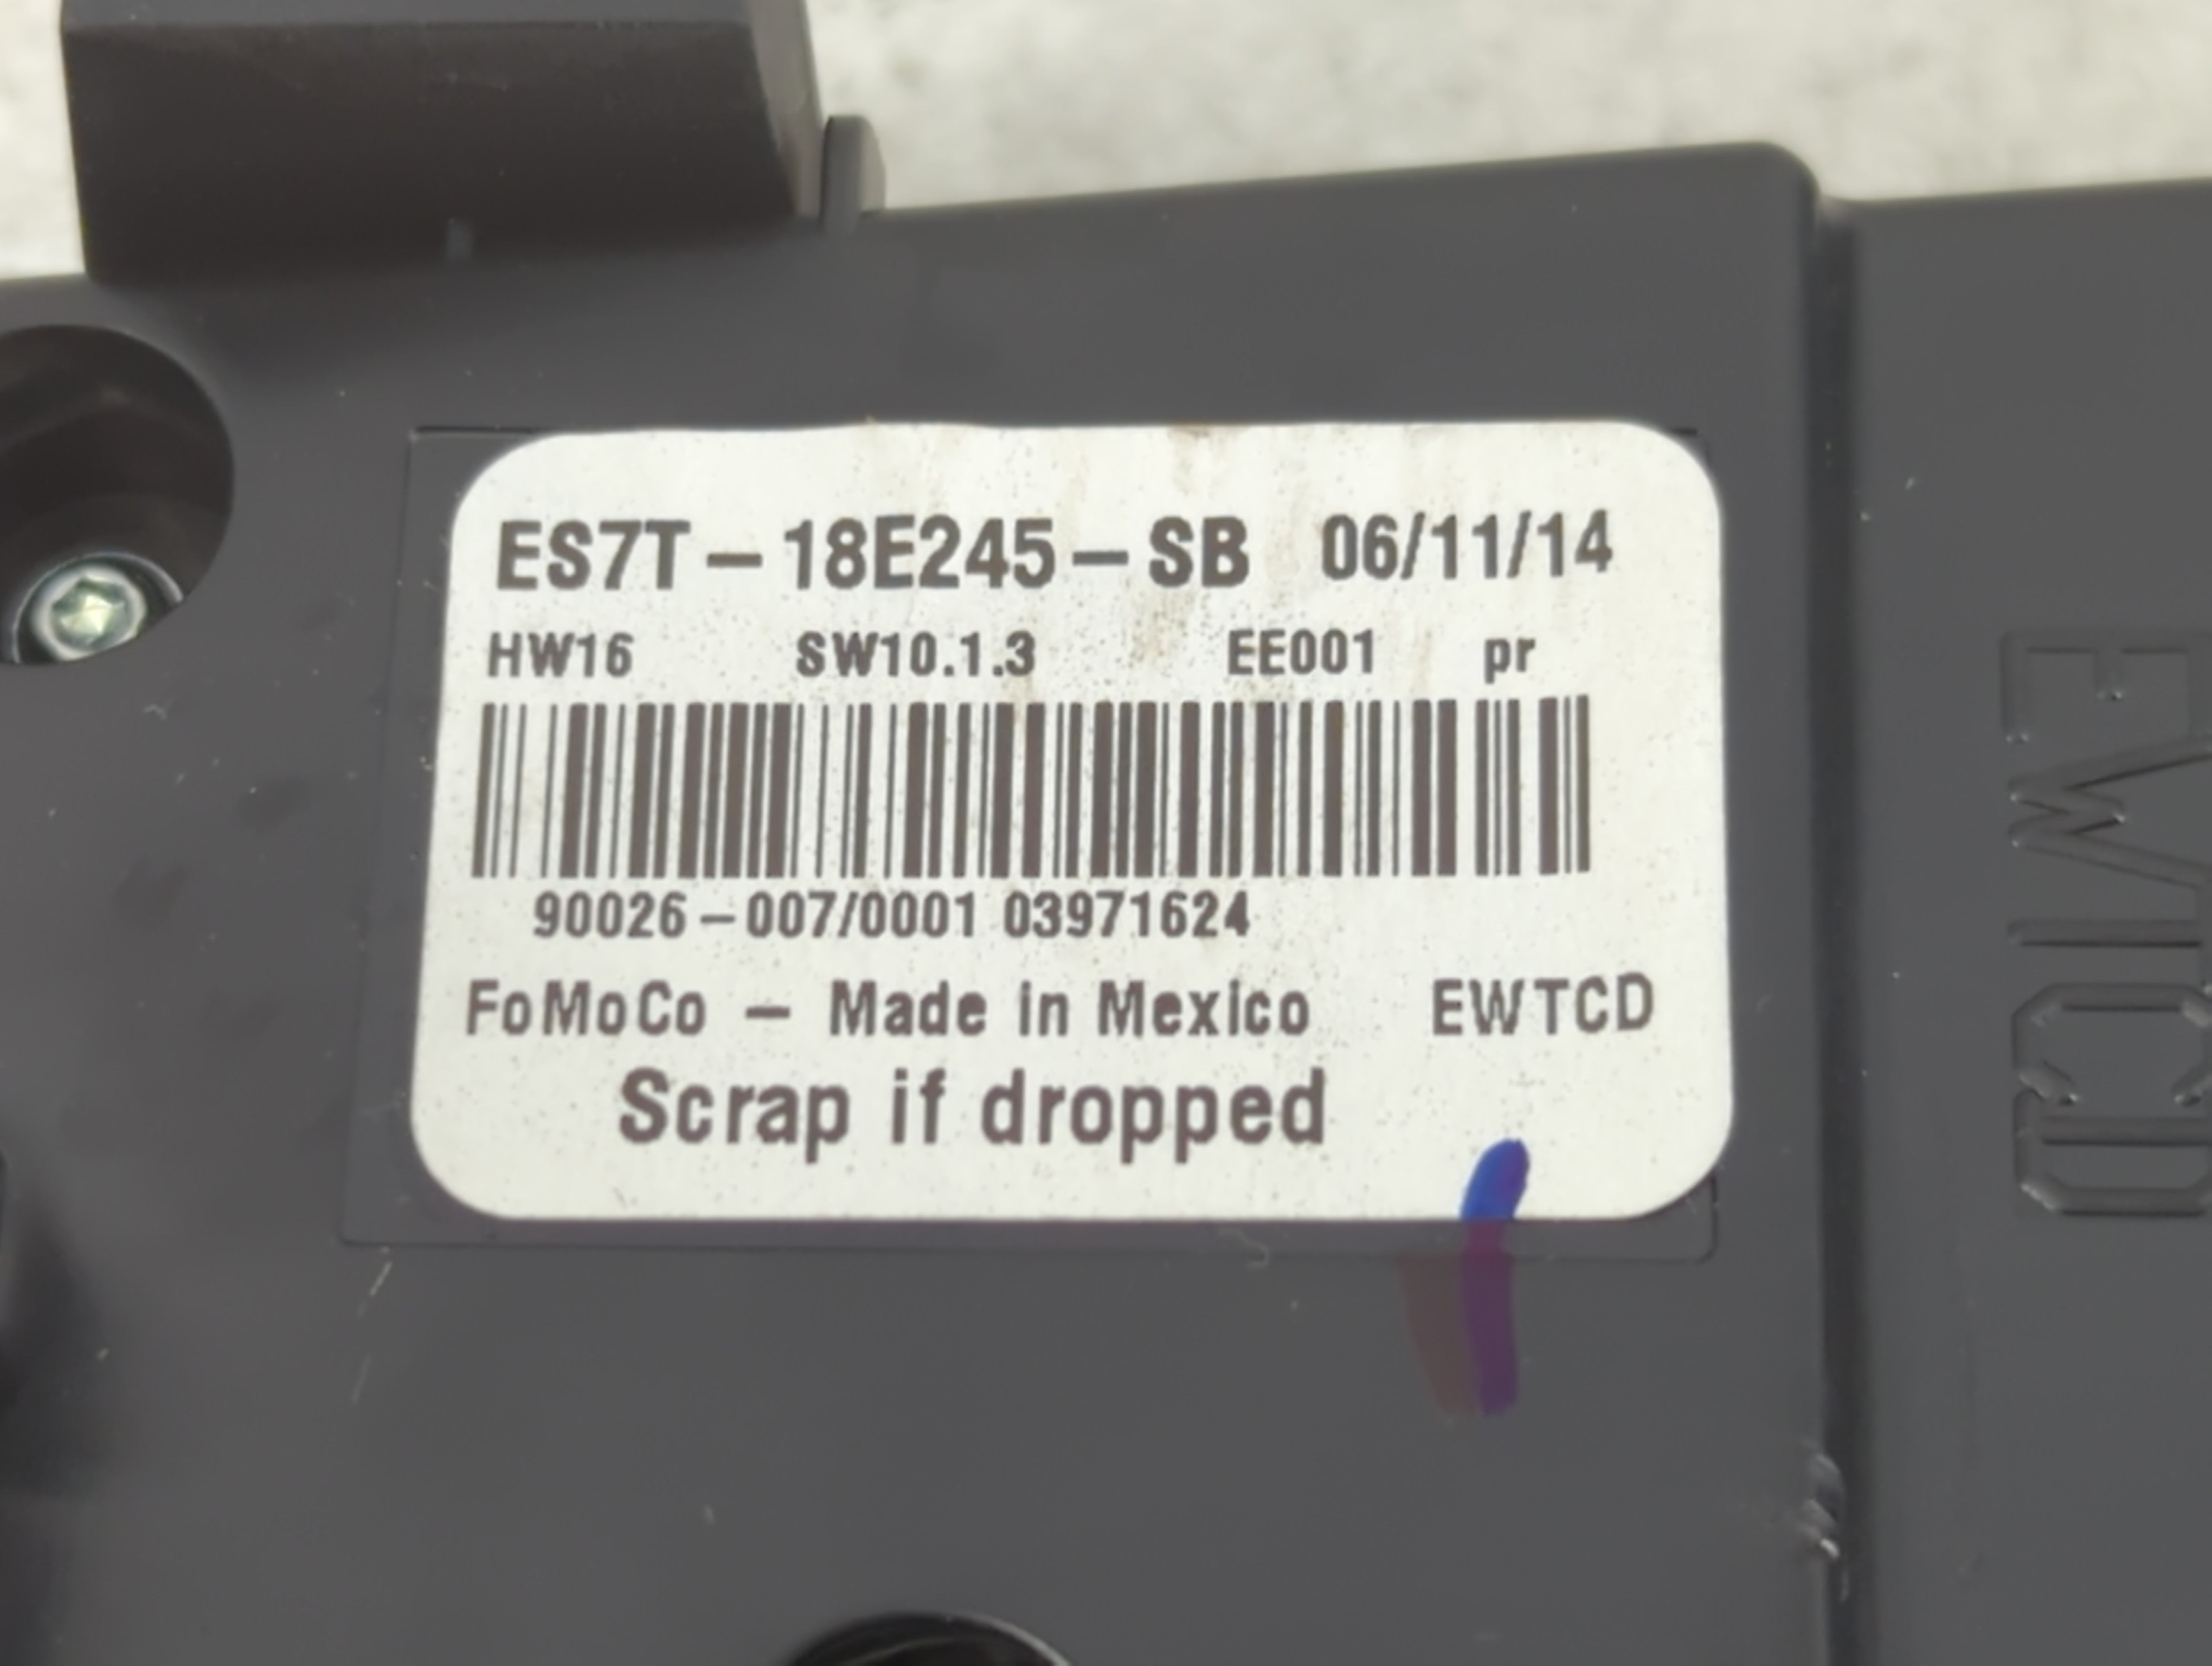 ES7T-18E245-SB 06/11/14
HW16 SW10.1.3 EE001 pr
90026-007/0001 03971624
FoMoCo - Made in Mexico EWTCD
Scrap if dropped
EWTCD